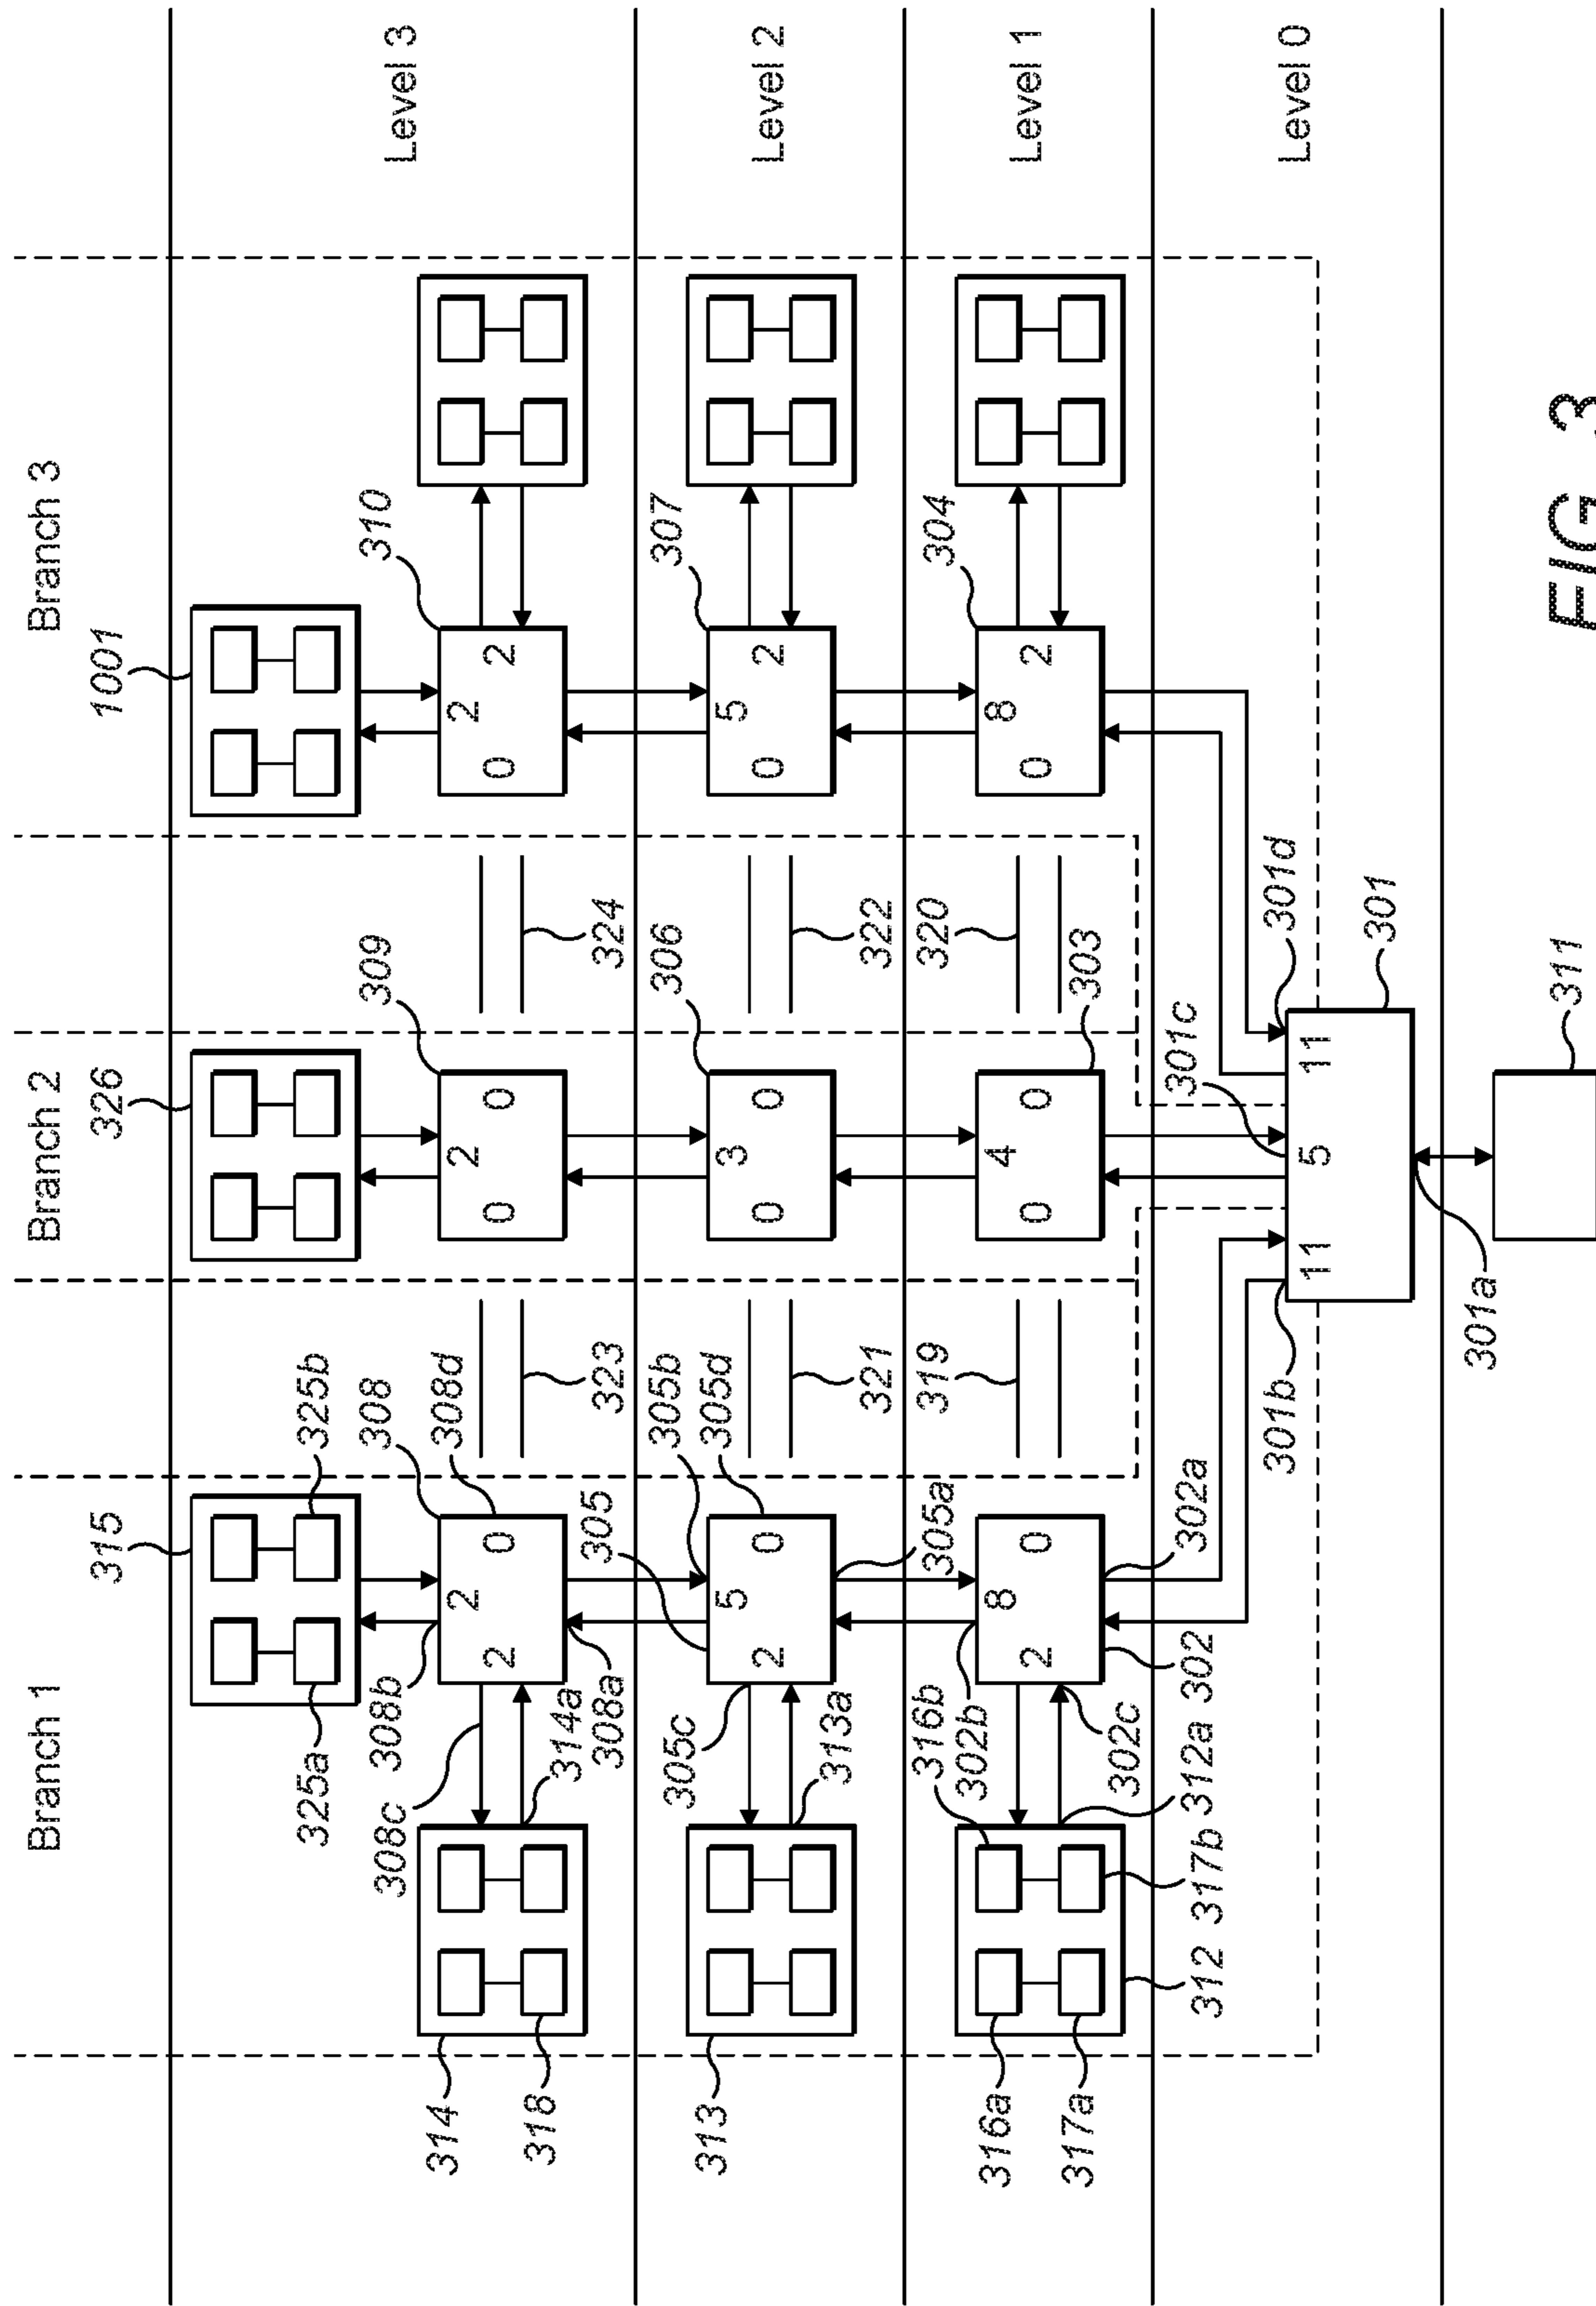 Branch 1
Branch 2
Branch 3
315
326
1001
325a
325b
308b
308
309
310
Level 3
308c
308d
314
2
2
0
0
2
0
0
2
2
318
314a
308a
323
324
305
305b
306
307
Level 2
305c
305d
313
2
5
0
0
3
0
0
5
2
313a
321
322
305a
316b
302b
319
320
304
Level 1
316a
2
8
0
0
4
0
0
8
2
317a
303
302c
312a
302a
312
317b
302
301b
301c
301d
Level 0
11
5
11
301
301a
311
FIG. 3